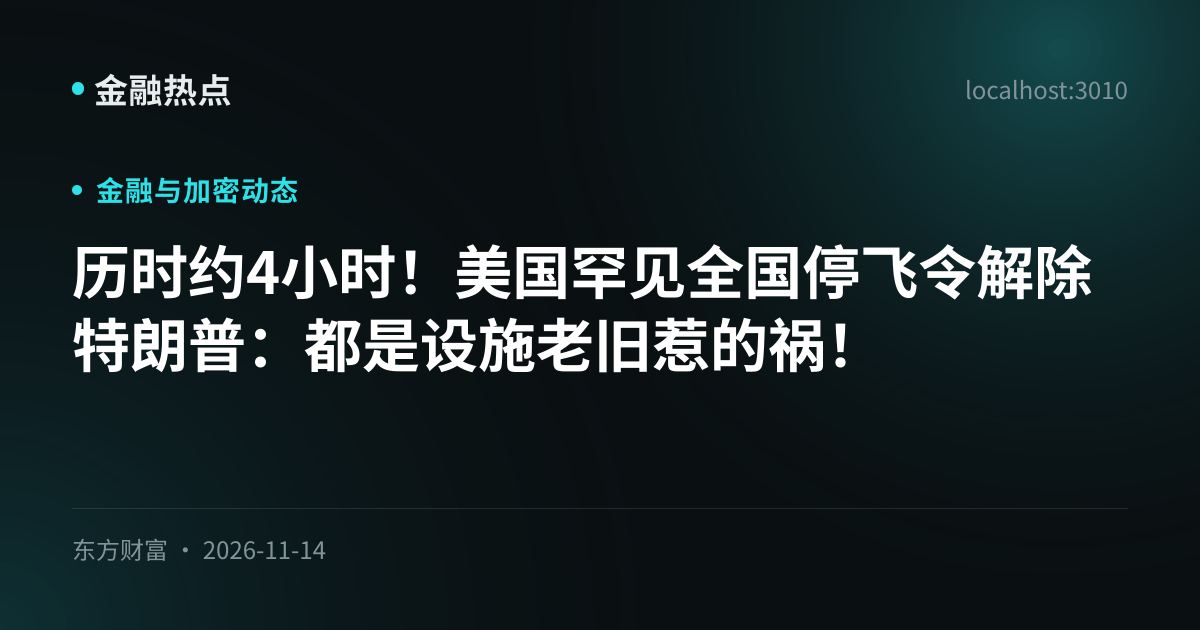 金融热点
localhost:3010
金融与加密动态
历时约4小时！美国罕见全国停飞令解除
特朗普：都是设施老旧惹的祸！
东方财富 · 2026-11-14